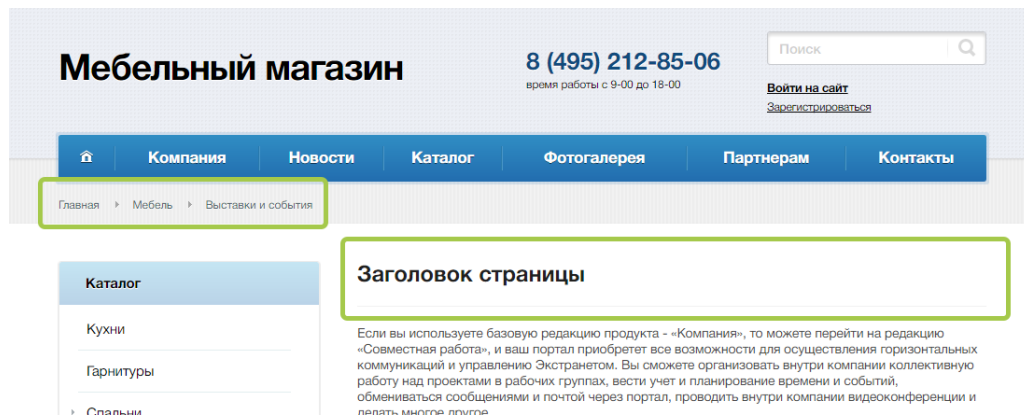 Мебельный магазин
8 (495) 212-85-06
время работы с 9-00 до 18-00
Поиск
Войти на сайт
Зарегистрироваться
Компания Новости Каталог Фотогалерея Партнерам Контакты
Главная Мебель Выставки и события
Каталог
Кухни
Гарнитуры
Спальни
Заголовок страницы
Если вы используете базовую редакцию продукта - «Компания», то можете перейти на редакцию
«Совместная работа», и ваш портал приобретет все возможности для осуществления горизонтальных
коммуникаций и управлению Экстранетом. Вы сможете организовать внутри компании коллективную
работу над проектами в рабочих группах, вести учет и планирование времени и событий,
обмениваться сообщениями и почтой через портал, проводить внутри компании видеоконференции и
делать многое другое